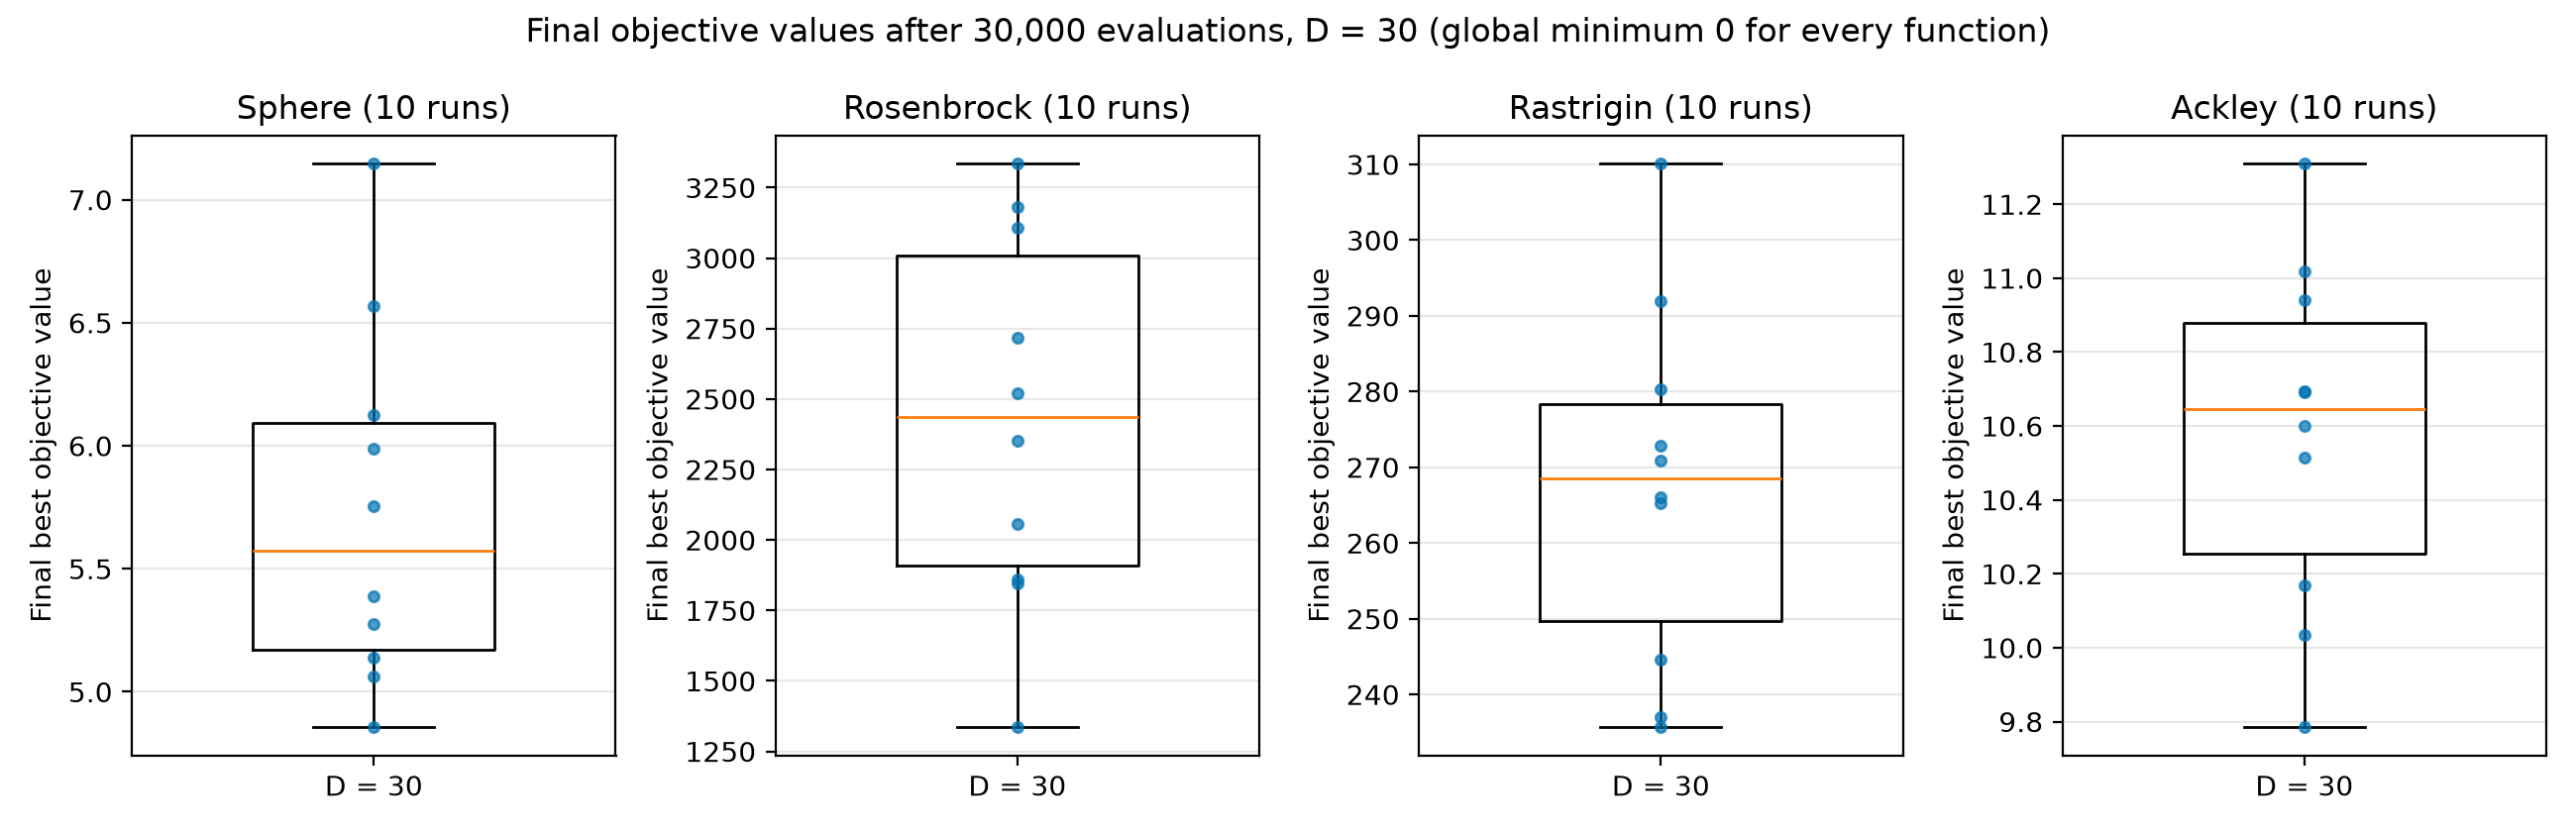 Final objective values after 30,000 evaluations, D = 30 (global minimum 0 for every function)
Sphere (10 runs)
Final best objective value
7.0
6.5
6.0
5.5
5.0
D = 30
Rosenbrock (10 runs)
Final best objective value
3250
3000
2750
2500
2250
2000
1750
1500
1250
D = 30
Rastrigin (10 runs)
Final best objective value
310
300
290
280
270
260
250
240
D = 30
Ackley (10 runs)
Final best objective value
11.2
11.0
10.8
10.6
10.4
10.2
10.0
9.8
D = 30